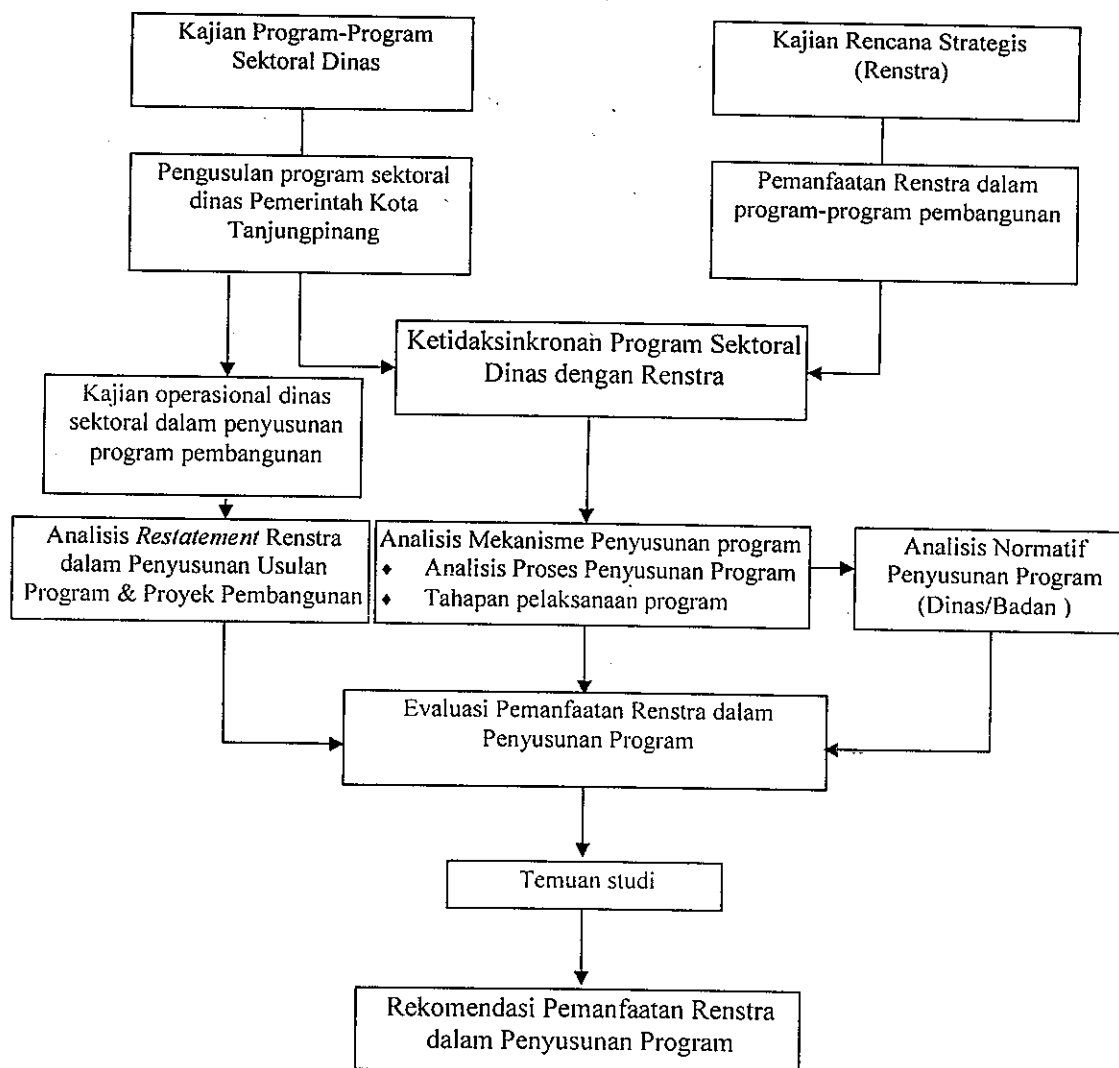 Kajian Program-Program
Sektoral Dinas
Kajian Rencana Strategis
(Renstra)
Pengusulan program sektoral
dinas Pemerintah Kota
Tanjungpinang
Pemanfaatan Renstra dalam
program-program pembangunan
Ketidaksinkronan Program Sektoral
Dinas dengan Renstra
Kajian operasional dinas
sektoral dalam penyusunan
program pembangunan
Analisis Restatement Renstra
dalam Penyusunan Usulan
Program & Proyek Pembangunan
Analisis Mekanisme Penyusunan program
♦ Analisis Proses Penyusunan Program
♦ Tahapan pelaksanaan program
Analisis Normatif
Penyusunan Program
(Dinas/Badan )
Evaluasi Pemanfaatan Renstra dalam
Penyusunan Program
Temuan studi
Rekomendasi Pemanfaatan Renstra
dalam Penyusunan Program